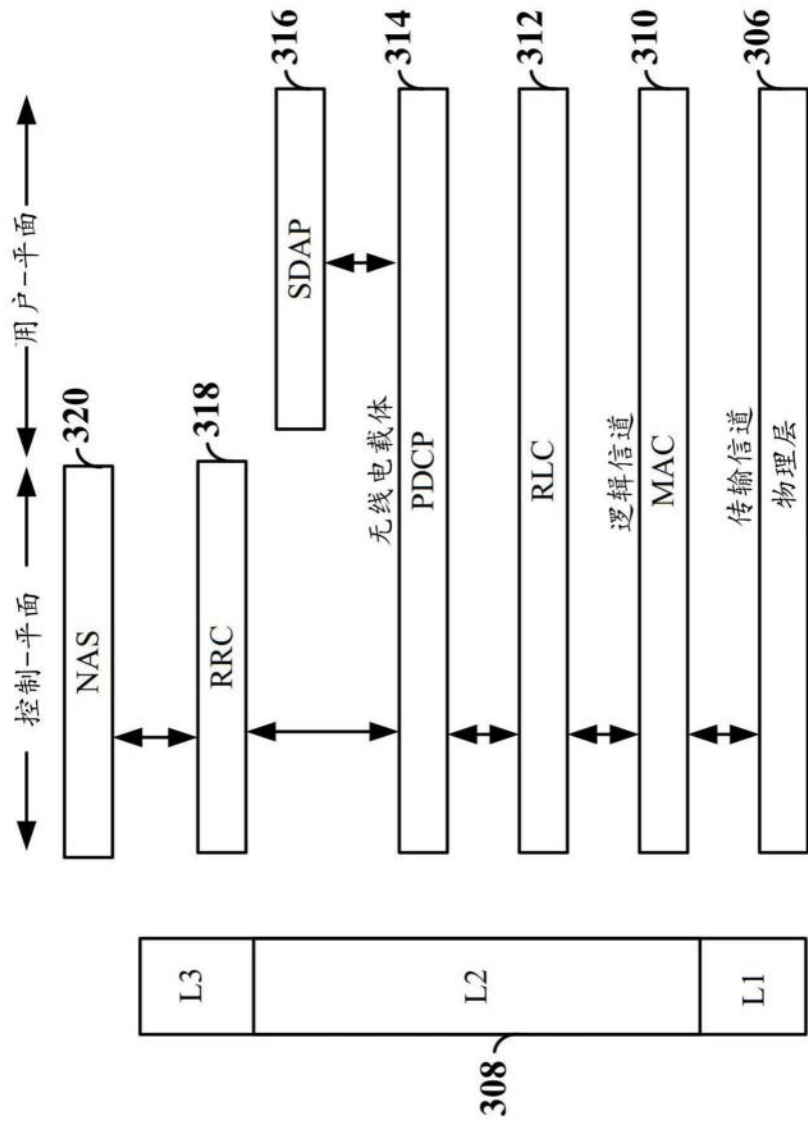 控制-平面
用户-平面
320
NAS
318
RRC
316
SDAP
无线电载体
314
PDCP
312
RLC
逻辑信道
310
MAC
传输信道
306
物理层
L3
L2
L1
308